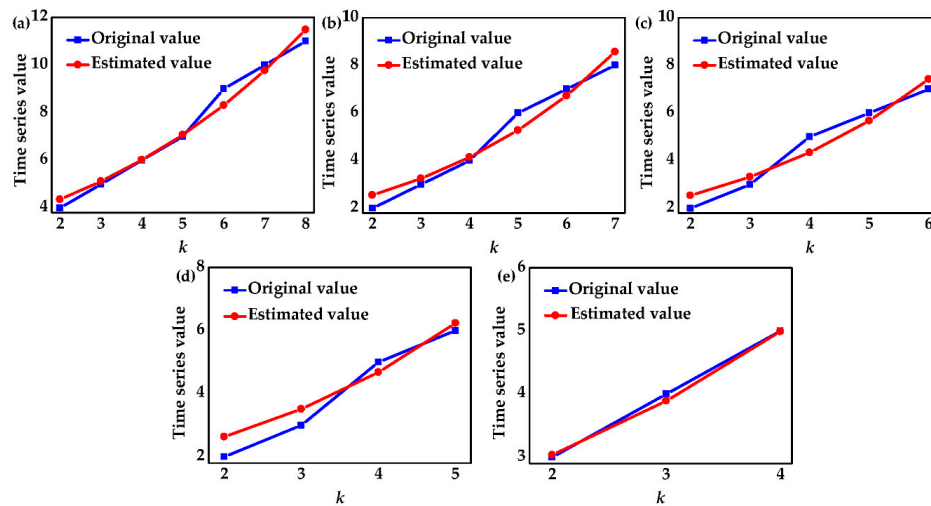 (a)
12
Original value
Estimated value
10
8
6
4
Time series value
2 3 4 5 6 7 8
k
(b)
10
Original value
Estimated value
8
6
4
2
Time series value
2 3 4 5 6 7
k
(c)
10
Original value
Estimated value
8
6
4
2
Time series value
2 3 4 5 6
k
(d)
8
Original value
Estimated value
6
4
2
Time series value
2 3 4 5
k
(e)
6
Original value
Estimated value
5
4
3
Time series value
2 3 4
k